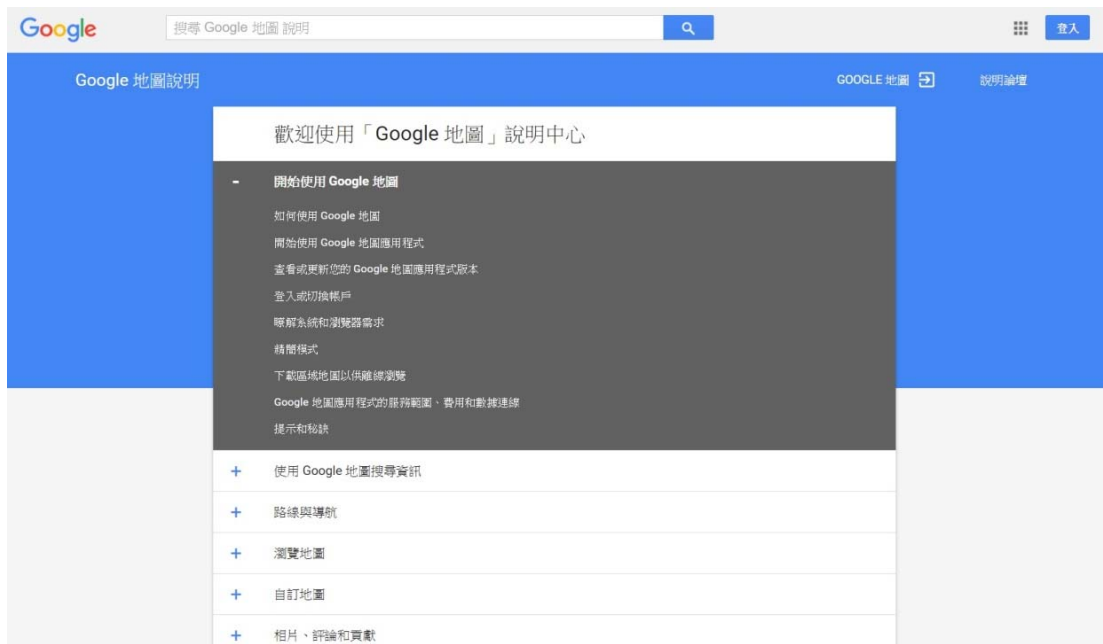 Google
搜尋 Google 地圖 說明
登入
Google 地圖說明
GOOGLE 地圖
說明論壇
歡迎使用「Google 地圖」說明中心
- 開始使用 Google 地圖
如何使用 Google 地圖
開始使用 Google 地圖應用程式
查看或更新您的 Google 地圖應用程式版本
登入或切換帳戶
瞭解系統和瀏覽器需求
精簡模式
下載區域地圖以供離線瀏覽
Google 地圖應用程式的服務範圍、費用和數據連線
提示和秘訣
+ 使用 Google 地圖搜尋資訊
+ 路線與導航
+ 瀏覽地圖
+ 自訂地圖
+ 相片、評論和貢獻